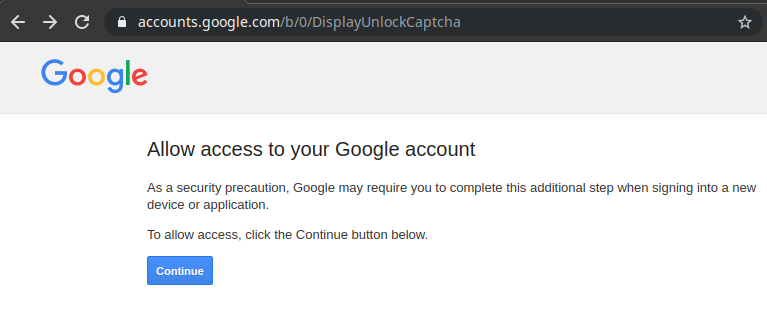 accounts.google.com/b/0/DisplayUnlockCaptcha
Google
Allow access to your Google account
As a security precaution, Google may require you to complete this additional step when signing into a new
device or application.
To allow access, click the Continue button below.
Continue